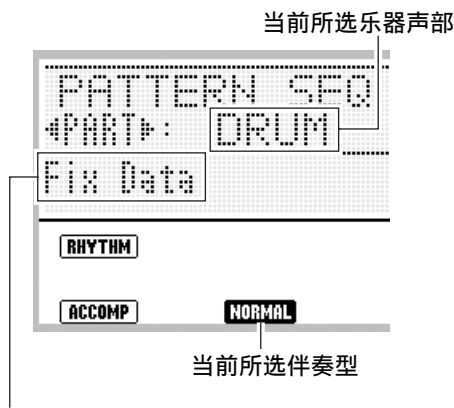 当前所选乐器声部
PATTERN SEQ
◂PART▸: DRUM
Fix Data
RHYTHM
ACCOMP NORMAL
当前所选伴奏型